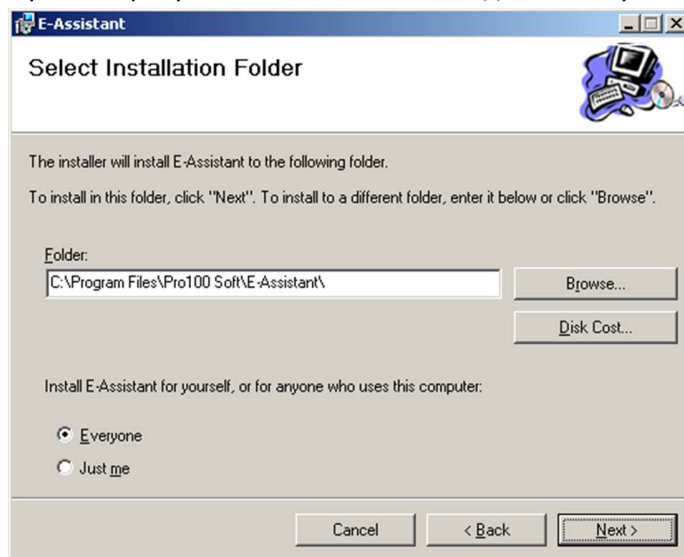 E-Assistant
Select Installation Folder
The installer will install E-Assistant to the following folder.
To install in this folder, click "Next". To install to a different folder, enter it below or click "Browse".
Folder:
C:\Program Files\Pro100 Soft\E-Assistant\
Browse...
Disk Cost...
Install E-Assistant for yourself, or for anyone who uses this computer:
Everyone
Just me
Cancel
< Back
Next >